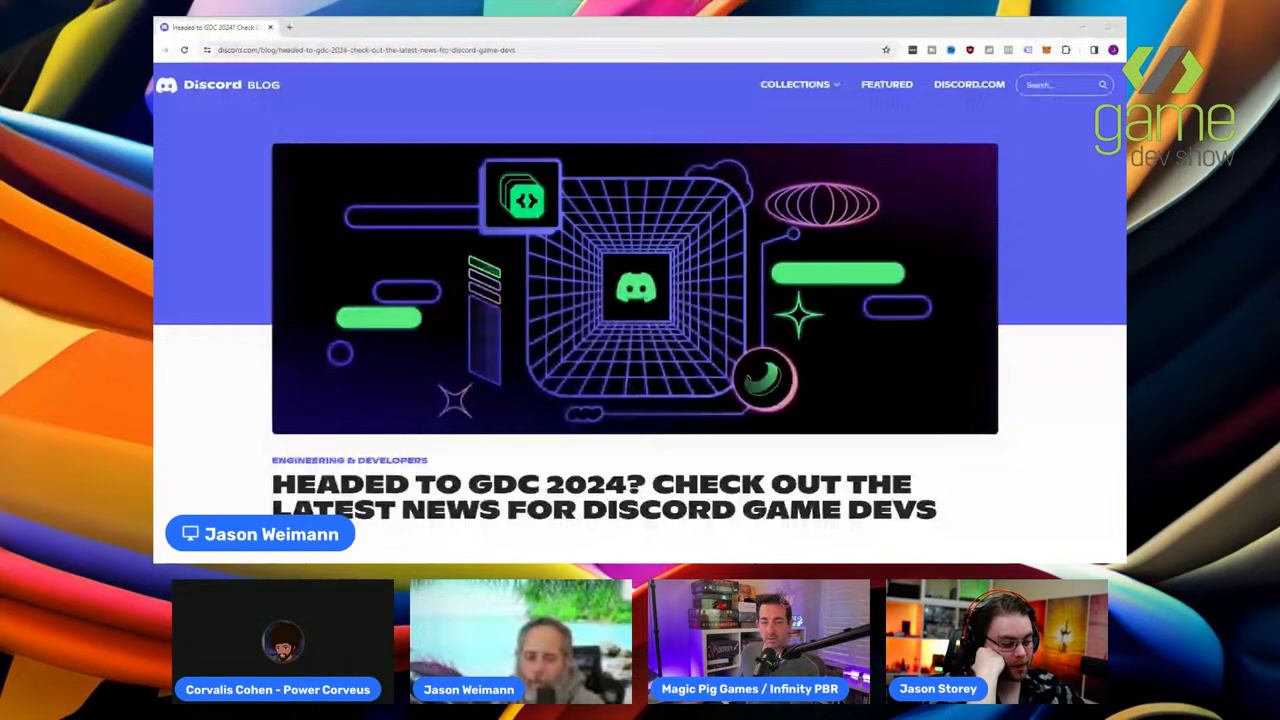 Headed to GDC 2024? Check O
discord.com/blog/headed-to-gdc-2024-check-out-the-latest-news-for-discord-game-devs
Discord BLOG
COLLECTIONS
FEATURED
DISCORD.COM
Search...
game
dev show
ENGINEERING & DEVELOPERS
HEADED TO GDC 2024? CHECK OUT THE
LATEST NEWS FOR DISCORD GAME DEVS
Jason Weimann
Corvalis Cohen - Power Corveus
Jason Weimann
Magic Pig Games / Infinity PBR
Jason Storey